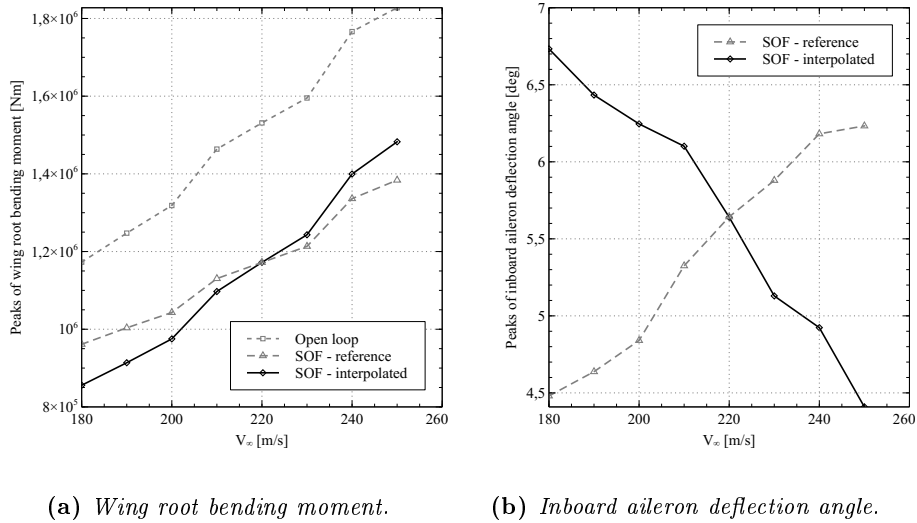 1,8×10⁶
1,6×10⁶
1,4×10⁶
1,2×10⁶
10⁶
8×10⁵
Peaks of wing root bending moment [Nm]
Open loop
SOF - reference
SOF - interpolated
180 200 220 240 260
V∞ [m/s]
7
6,5
6
5,5
5
4,5
Peaks of inboard aileron deflection angle [deg]
SOF - reference
SOF - interpolated
180 200 220 240 260
V∞ [m/s]
(a) Wing root bending moment.
(b) Inboard aileron deflection angle.